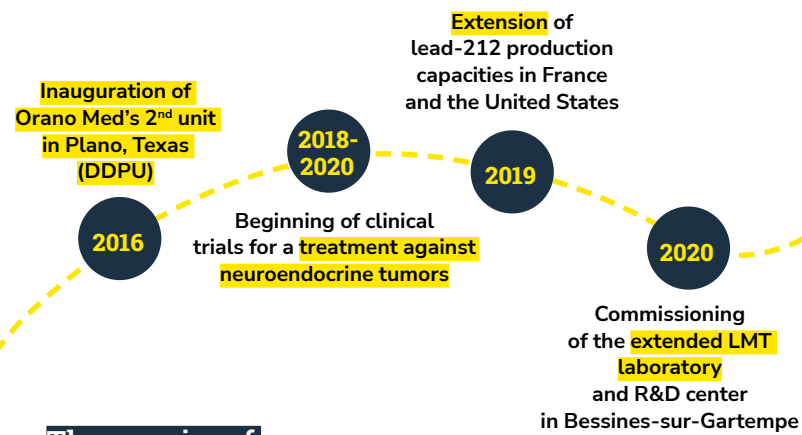 Inauguration of
Orano Med's 2nd unit
in Plano, Texas
(DDPU)
2016
2018-
2020
Beginning of clinical
trials for a treatment against
neuroendocrine tumors
Extension of
lead-212 production
capacities in France
and the United States
2019
2020
Commissioning
of the extended LMT
laboratory
and R&D center
in Bessines-sur-Gartempe